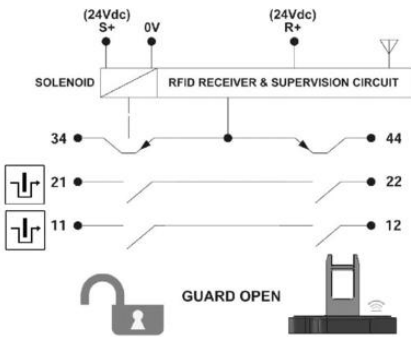 (24Vdc) (24Vdc)
S+ 0V R+
SOLENOID RFID RECEIVER & SUPERVISION CIRCUIT
34 44
21 22
11 12
GUARD OPEN